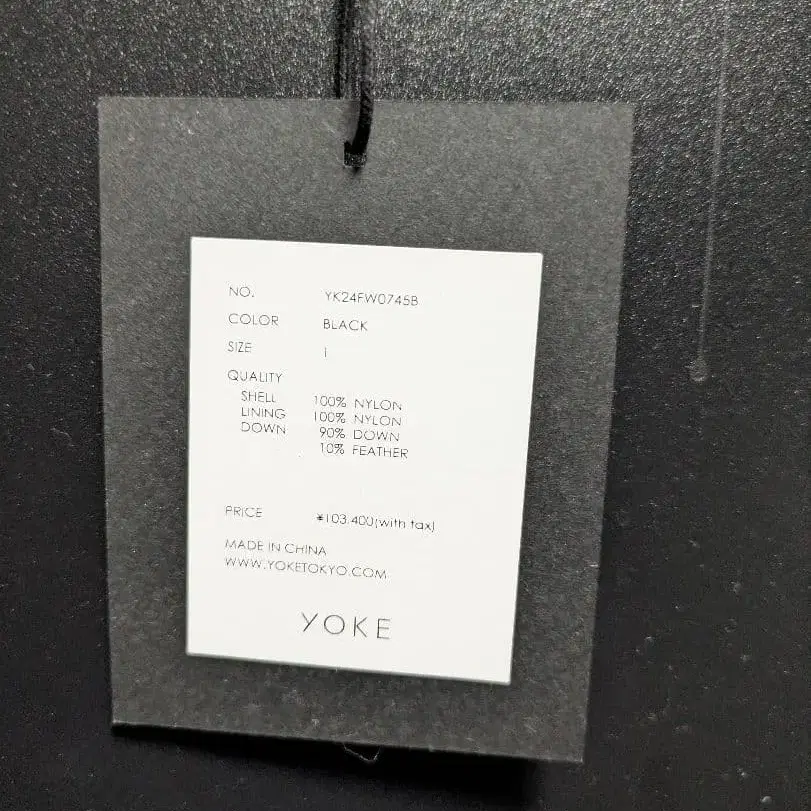 NO. YK24FW0745B
COLOR BLACK
SIZE 1
QUALITY
SHELL 100% NYLON
LINING 100% NYLON
DOWN 90% DOWN
10% FEATHER
PRICE ¥103,400(with tax)
MADE IN CHINA
WWW.YOKETOKYO.COM
YOKE